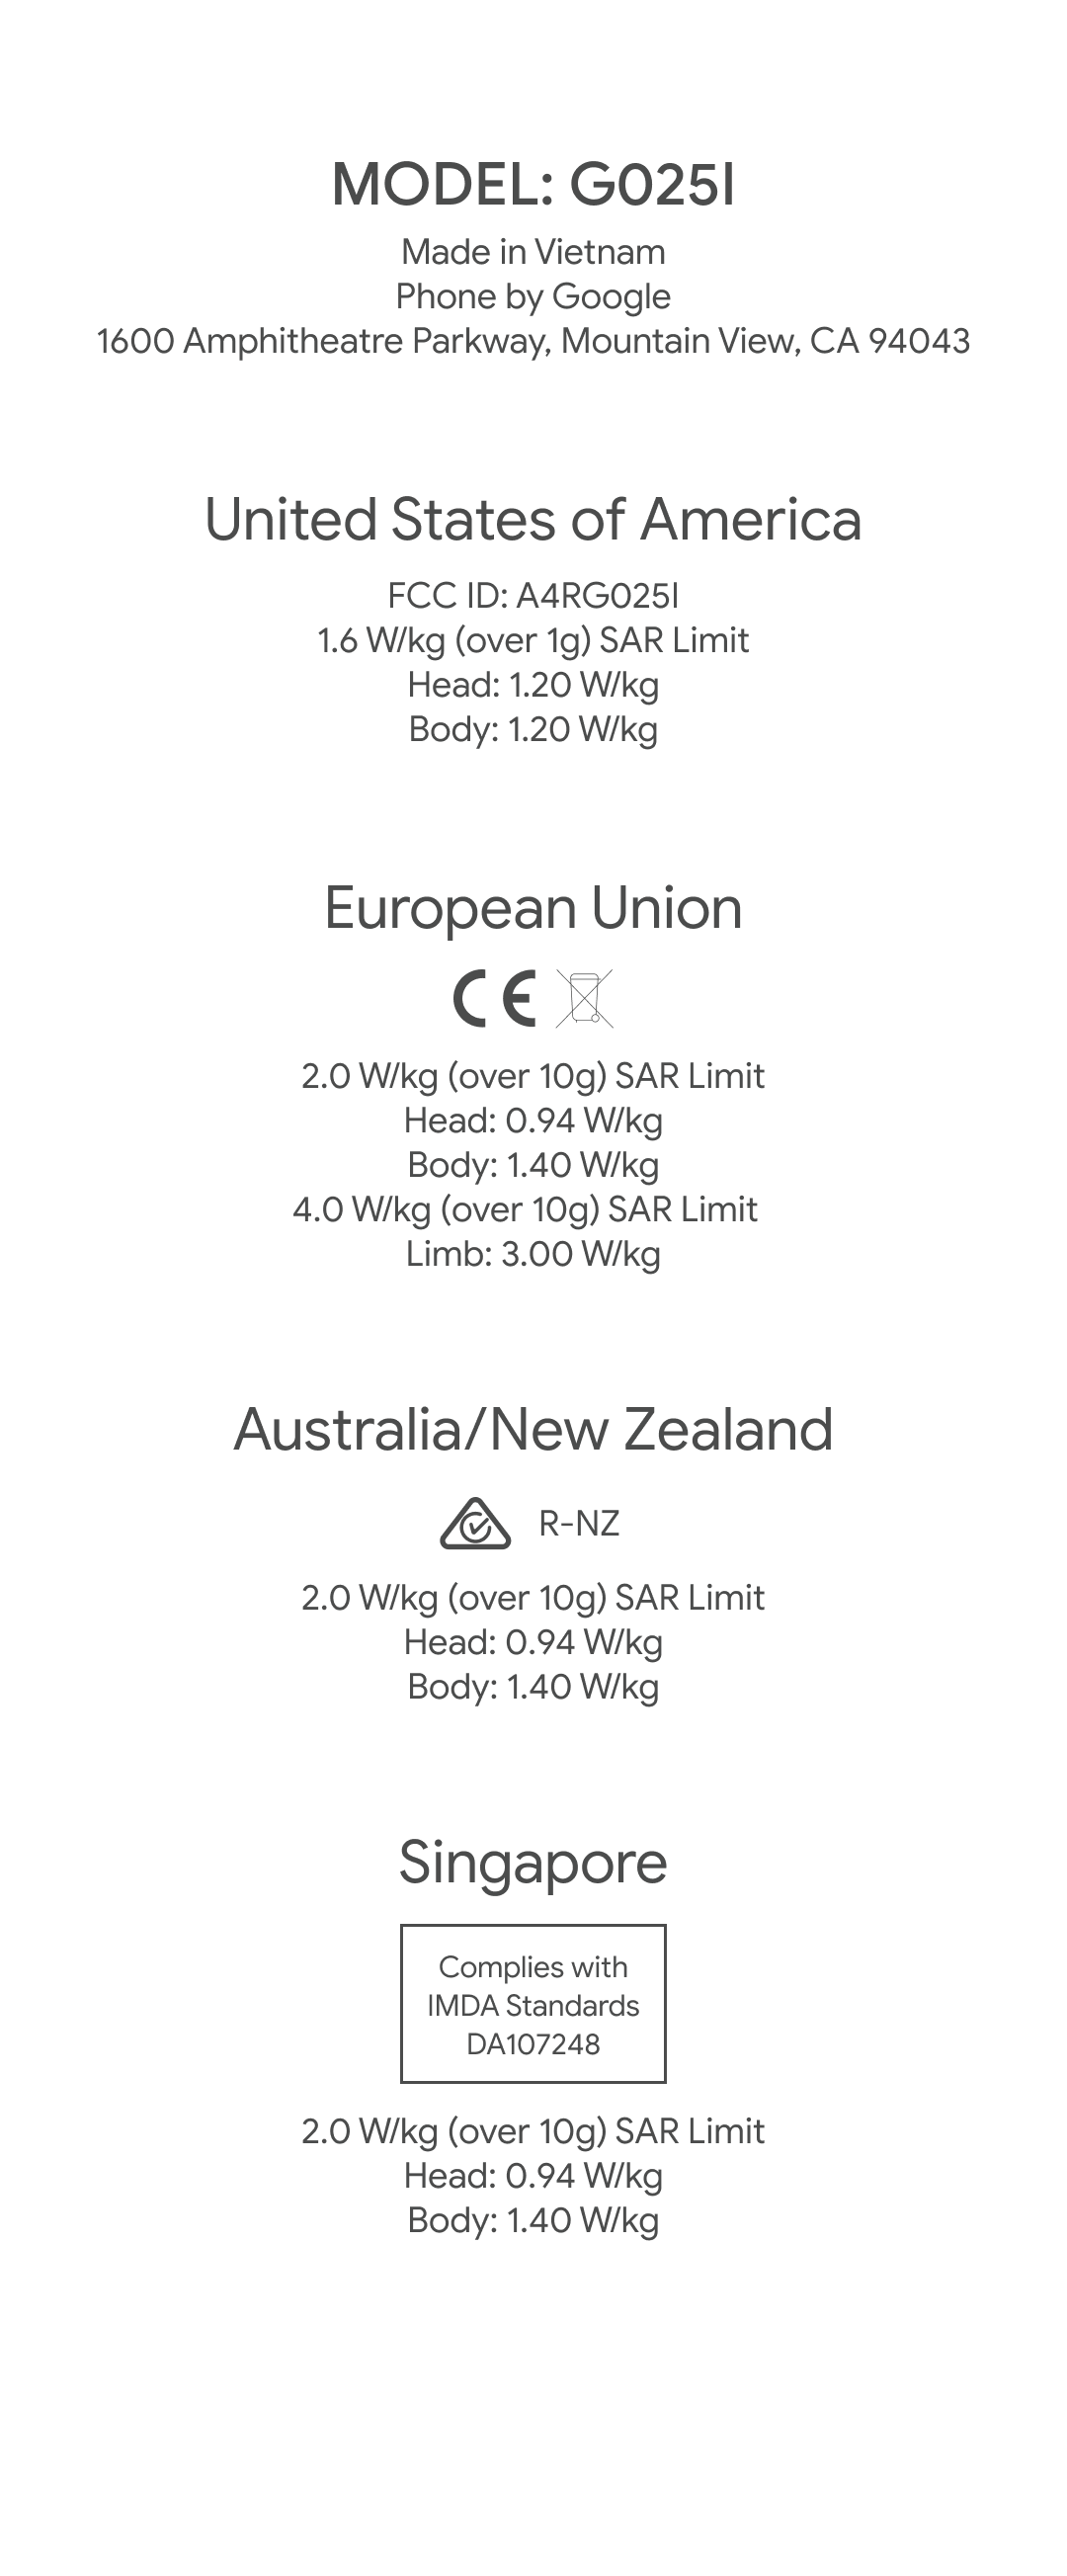 MODEL: G025I
Made in Vietnam
Phone by Google
1600 Amphitheatre Parkway, Mountain View, CA 94043
United States of America
FCC ID: A4RG025I
1.6 W/kg (over 1g) SAR Limit
Head: 1.20 W/kg
Body: 1.20 W/kg
European Union
CE
2.0 W/kg (over 10g) SAR Limit
Head: 0.94 W/kg
Body: 1.40 W/kg
4.0 W/kg (over 10g) SAR Limit
Limb: 3.00 W/kg
Australia/New Zealand
R-NZ
2.0 W/kg (over 10g) SAR Limit
Head: 0.94 W/kg
Body: 1.40 W/kg
Singapore
Complies with
IMDA Standards
DA107248
2.0 W/kg (over 10g) SAR Limit
Head: 0.94 W/kg
Body: 1.40 W/kg